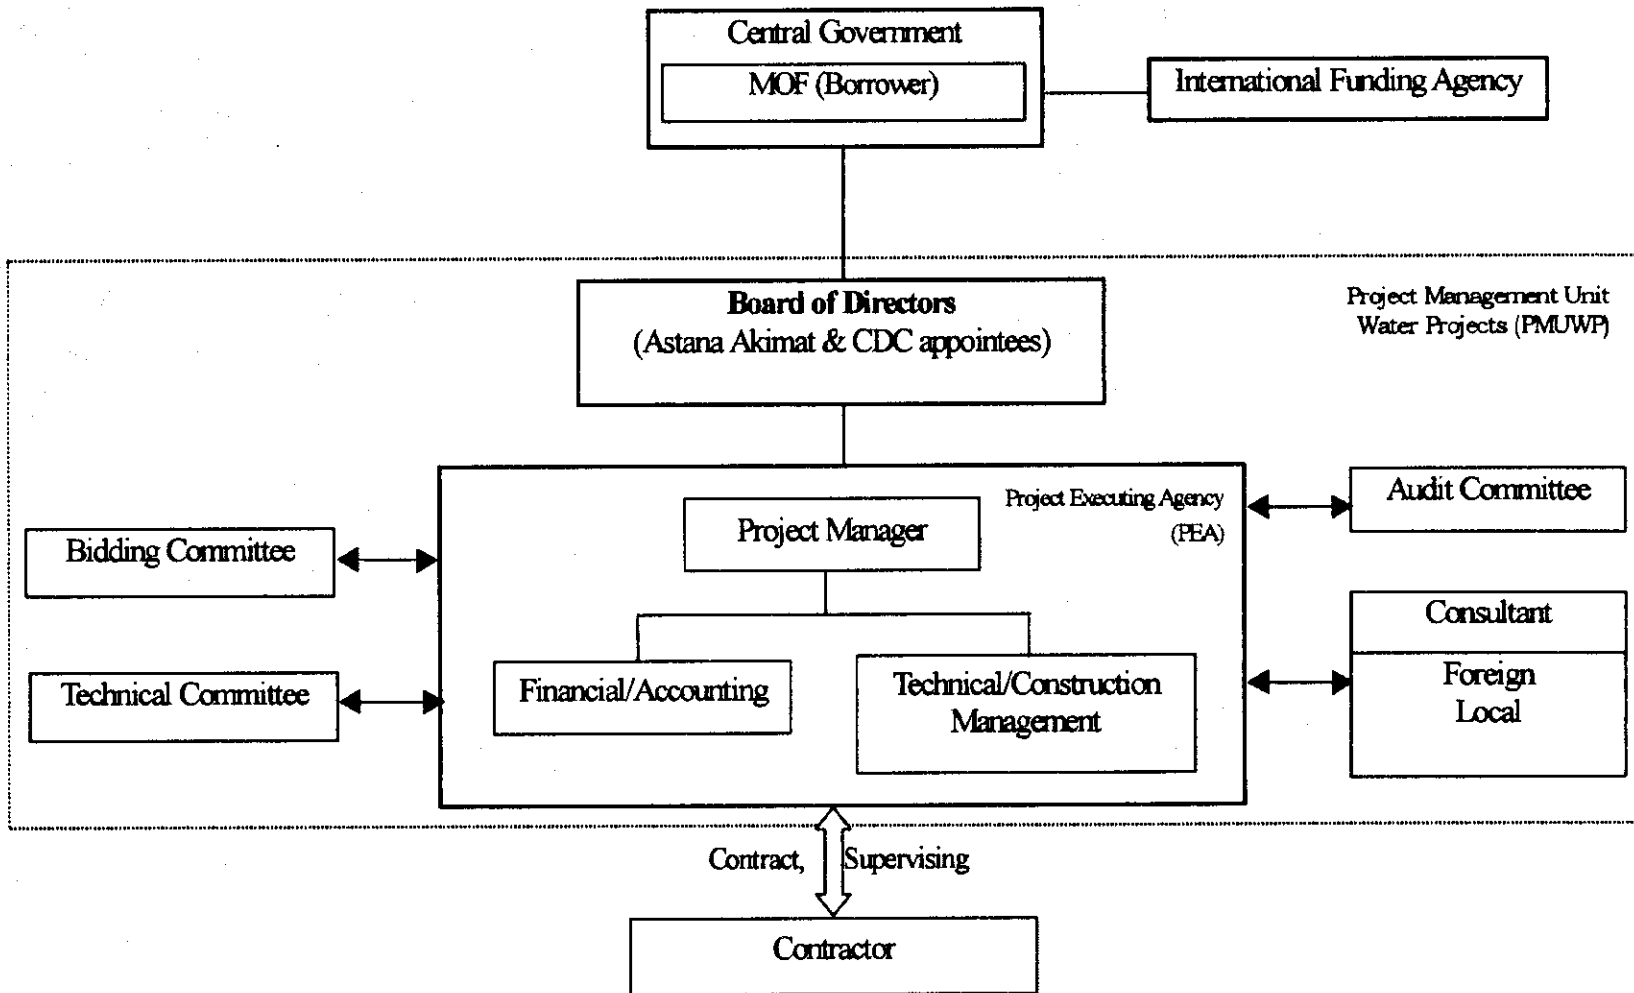 Central Government
MOF (Borrower)
International Funding Agency
Board of Directors
(Astana Akimat & CDC appointees)
Project Management Unit
Water Projects (PMUWP)
Project Executing Agency
(PEA)
Audit Committee
Project Manager
Bidding Committee
Consultant
Technical Committee
Financial/Accounting
Technical/Construction
Management
Foreign
Local
Contract, Supervising
Contractor